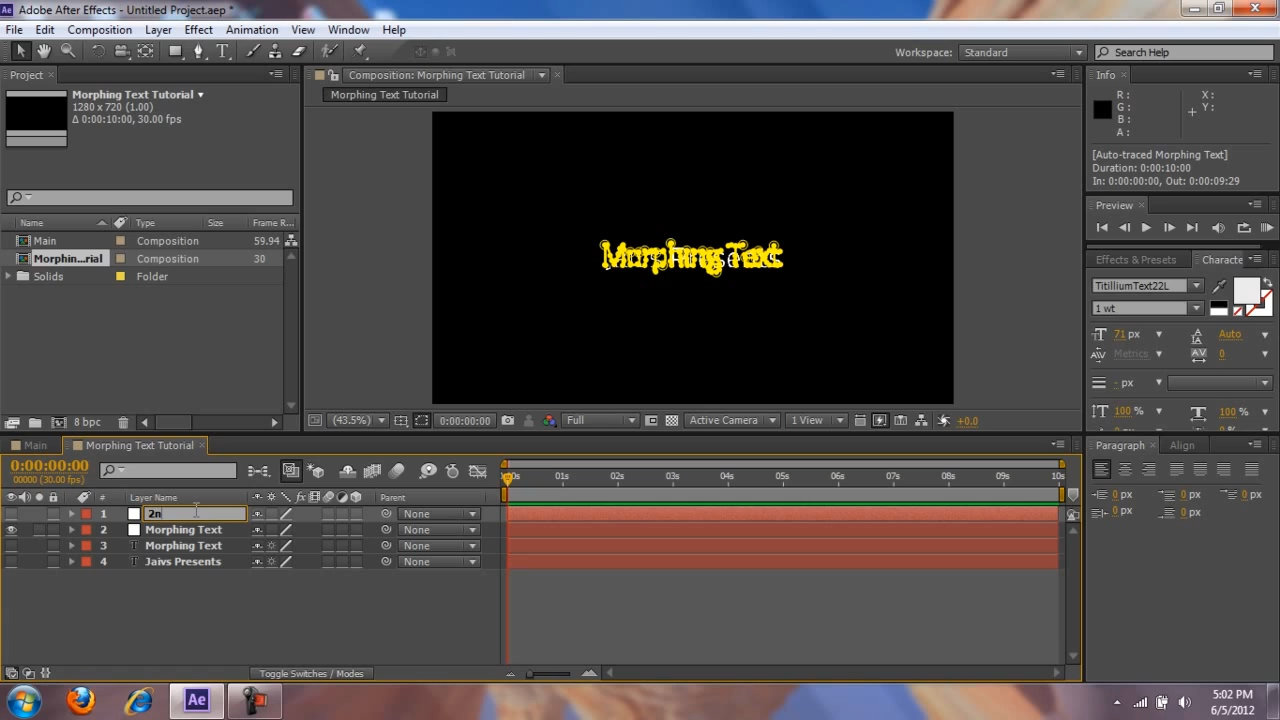 Adobe After Effects - Untitled Project.aep *
File Edit Composition Layer Effect Animation View Window Help
Workspace: Standard Search Help
Project
Morphing Text Tutorial
1280 x 720 (1.00)
Δ 0:00:10:00, 30.00 fps
Name Type Size Frame R...
Main Composition 59.94
Morphin...rial Composition 30
Solids Folder
8 bpc
Composition: Morphing Text Tutorial
Morphing Text Tutorial
Morphing Text
(43.5%) 0:00:00:00 Full Active Camera 1 View +0.0
Info
R : X :
G : Y :
B :
A :
[Auto-traced Morphing Text]
Duration: 0:00:10:00
In: 0:00:00:00, Out: 0:00:09:29
Preview
Effects & Presets Characte
TitilliumText22L
1 wt
71 px Auto
Metrics 0
- px
100 % 100 %
Main Morphing Text Tutorial
0:00:00:00
00000 (30.00 fps)
# Layer Name Parent
1 2n None
2 Morphing Text None
3 Morphing Text None
4 Jaivs Presents None
01s 02s 03s 04s 05s 06s 07s 08s 09s 10s
Toggle Switches / Modes
Paragraph Align
0 px 0 px 0 px
0 px 0 px
Ae
5:02 PM
6/5/2012